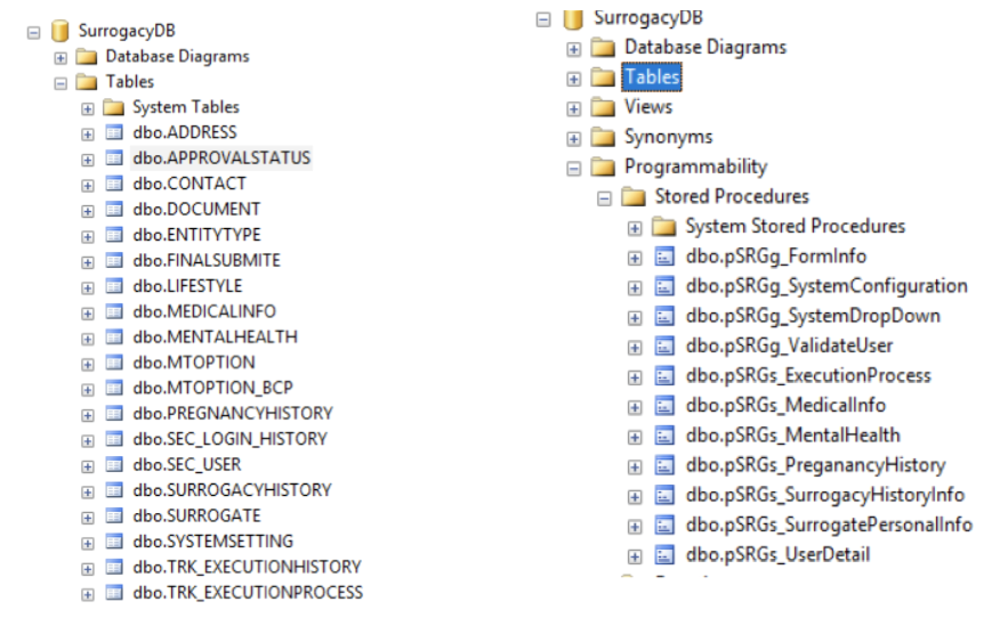 SurrogacyDB
Database Diagrams
Tables
System Tables
dbo.ADDRESS
dbo.APPROVALSTATUS
dbo.CONTACT
dbo.DOCUMENT
dbo.ENTITYTYPE
dbo.FINALSUBMITE
dbo.LIFESTYLE
dbo.MEDICALINFO
dbo.MENTALHEALTH
dbo.MTOPTION
dbo.MTOPTION_BCP
dbo.PREGNANCYHISTORY
dbo.SEC_LOGIN_HISTORY
dbo.SEC_USER
dbo.SURROGACYHISTORY
dbo.SURROGATE
dbo.SYSTEMSETTING
dbo.TRK_EXECUTIONHISTORY
dbo.TRK_EXECUTIONPROCESS
SurrogacyDB
Database Diagrams
Tables
Views
Synonyms
Programmability
Stored Procedures
System Stored Procedures
dbo.pSRGg_FormInfo
dbo.pSRGg_SystemConfiguration
dbo.pSRGg_SystemDropDown
dbo.pSRGg_ValidateUser
dbo.pSRGs_ExecutionProcess
dbo.pSRGs_MedicalInfo
dbo.pSRGs_MentalHealth
dbo.pSRGs_PreganancyHistory
dbo.pSRGs_SurrogacyHistoryInfo
dbo.pSRGs_SurrogatePersonalInfo
dbo.pSRGs_UserDetail